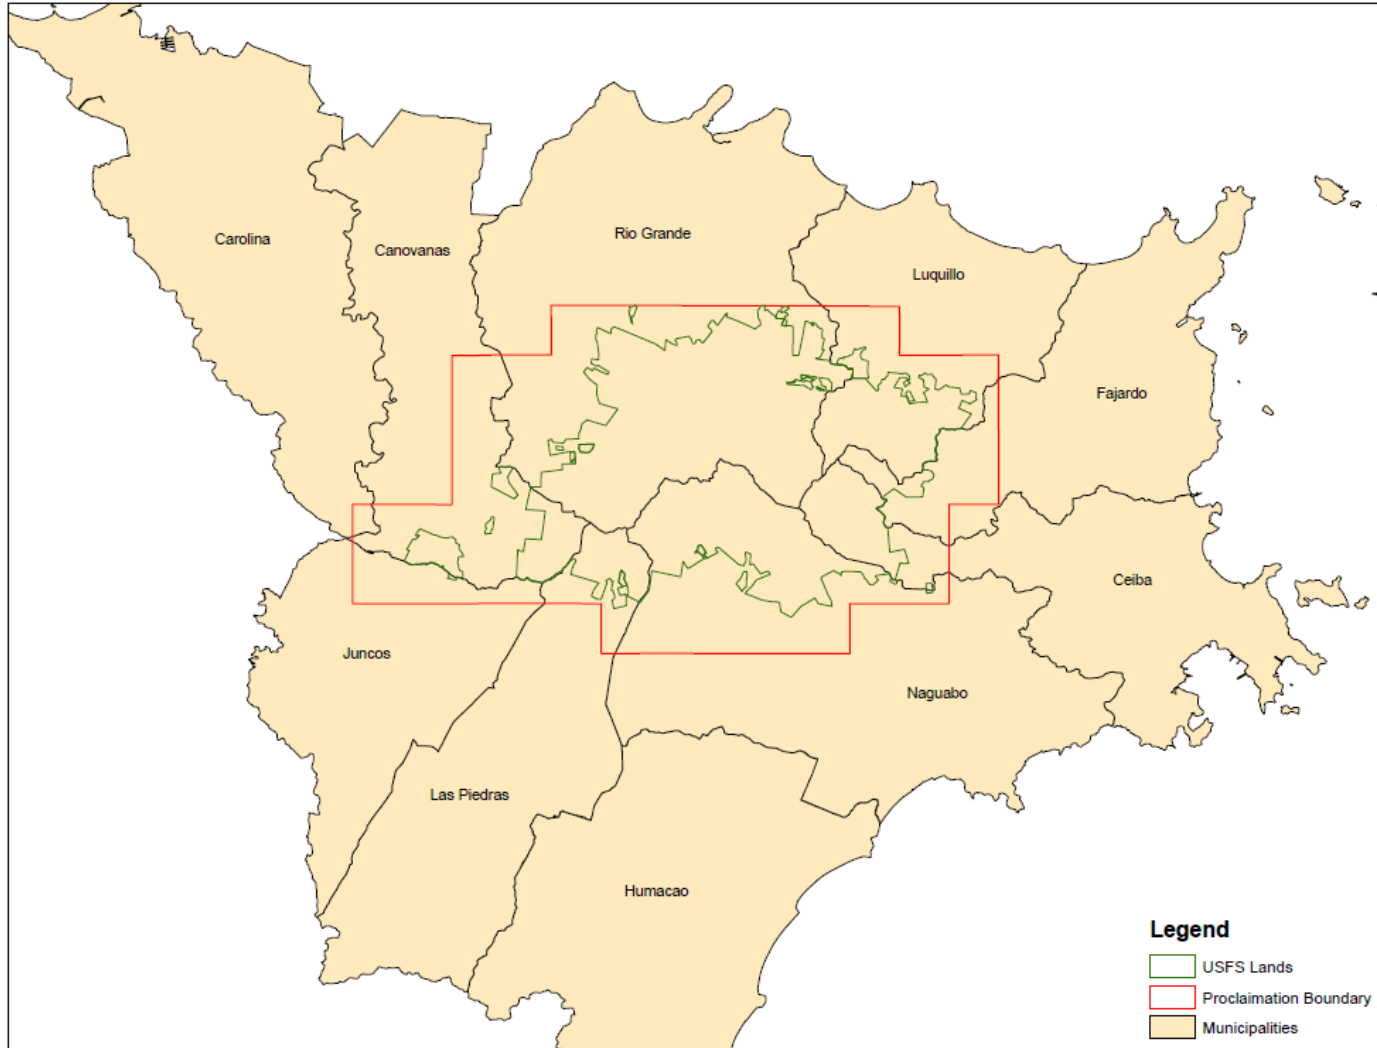 Rio Grande
Carolina
Canovanas
Luquillo
Fajardo
Ceiba
Juncos
Naguabo
Las Piedras
Humacao
Legend
USFS Lands
Proclaimation Boundary
Municipalities